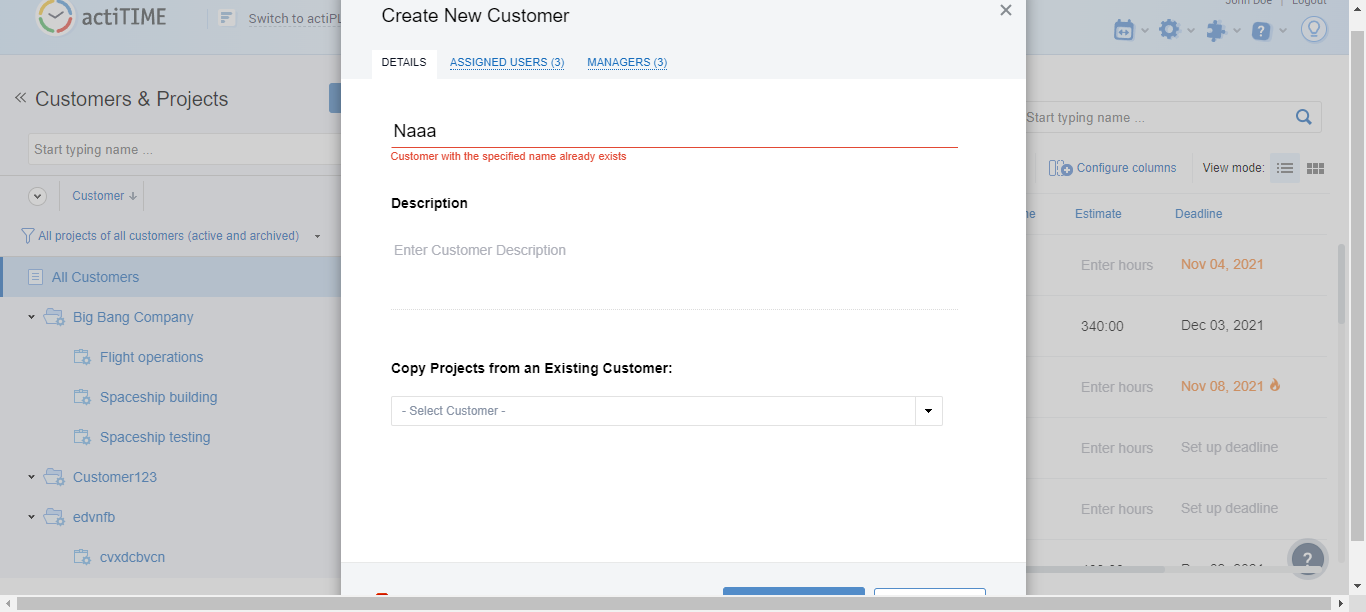 actiTIME
Switch to actiPL
John Doe | Logout
Create New Customer
DETAILS
ASSIGNED USERS (3)
MANAGERS (3)
Customers & Projects
Start typing name ...
Customer
All projects of all customers (active and archived)
All Customers
Big Bang Company
Flight operations
Spaceship building
Spaceship testing
Customer123
edvnfb
cvxdcbvcn
Naaa
Customer with the specified name already exists
Description
Enter Customer Description
Copy Projects from an Existing Customer:
- Select Customer -
Start typing name ...
Configure columns
View mode:
Estimate
Deadline
Enter hours
Nov 04, 2021
340:00
Dec 03, 2021
Enter hours
Nov 08, 2021
Enter hours
Set up deadline
Enter hours
Set up deadline
?